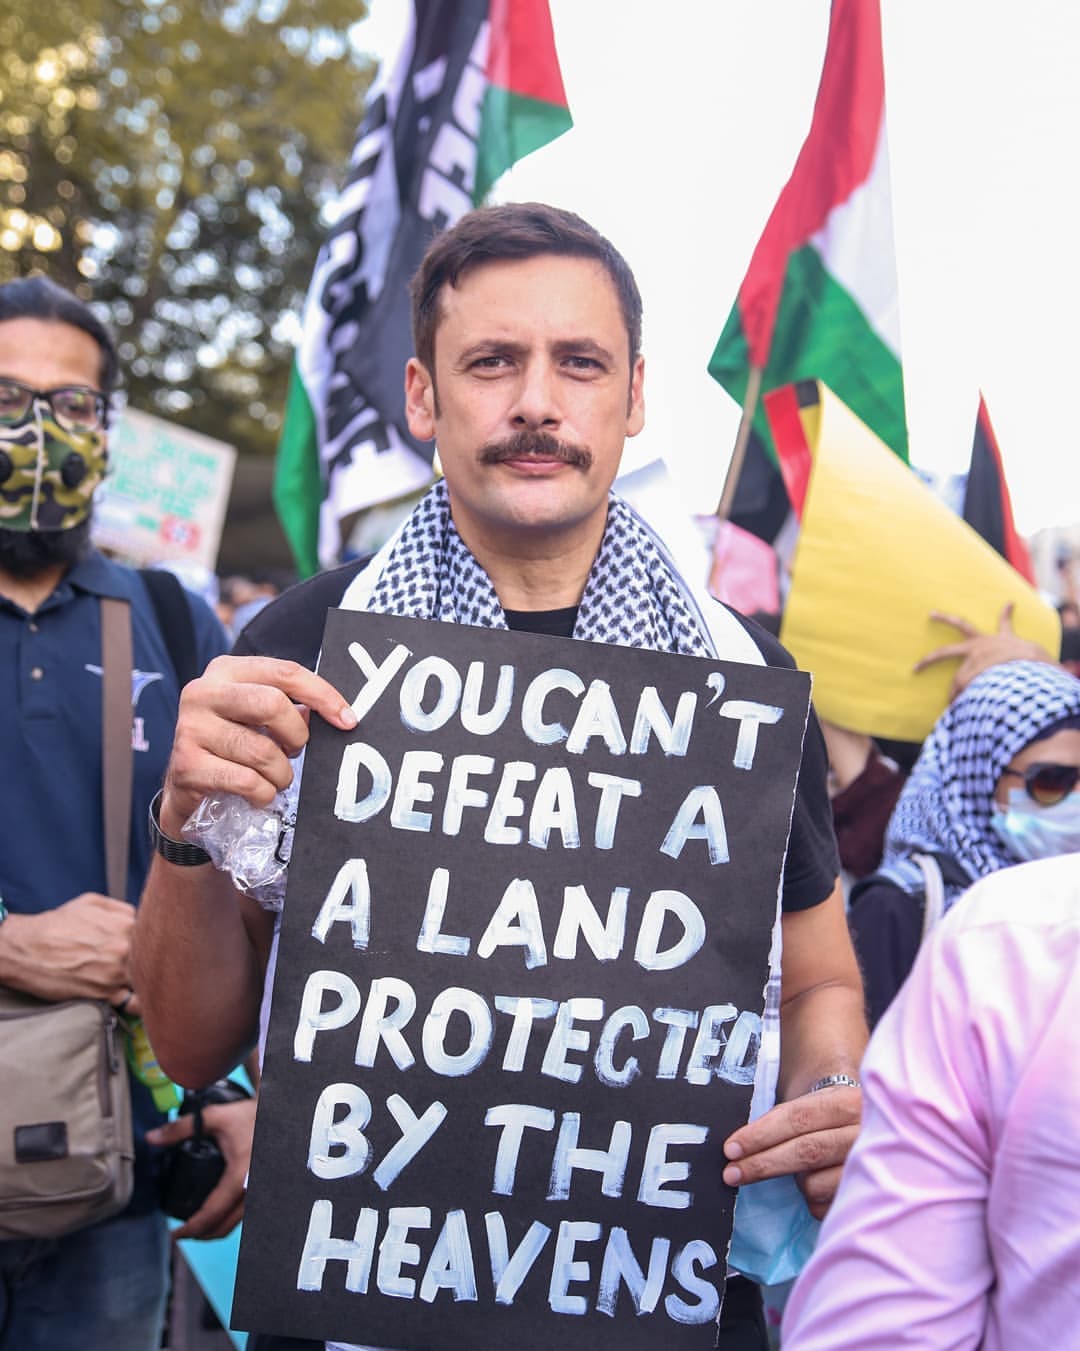 YOU CAN'T
DEFEAT A
A LAND
PROTECTED
BY THE
HEAVENS